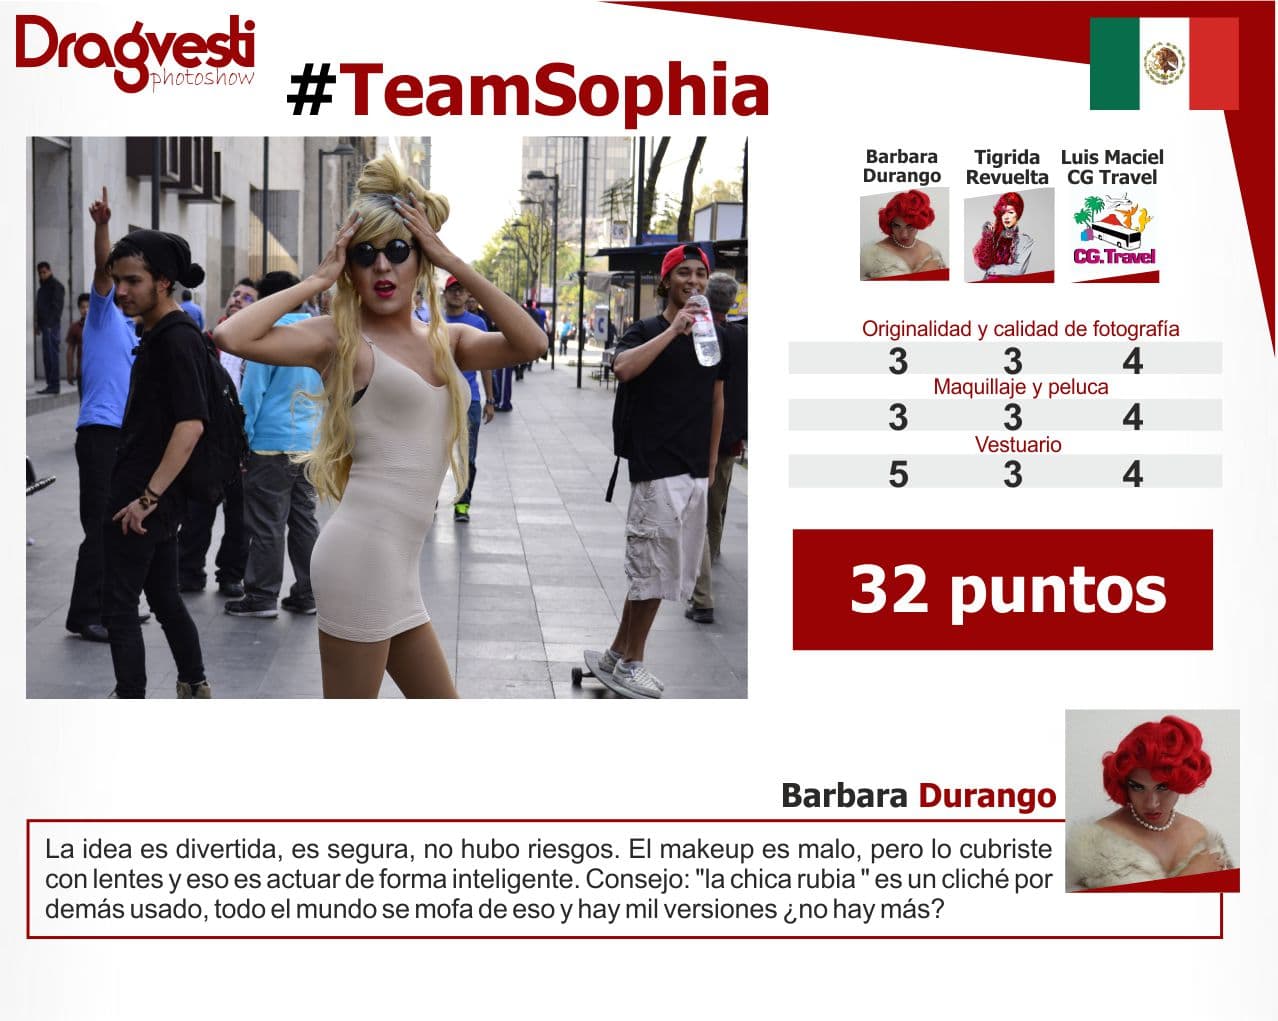 Dragvesti
photoshow
#TeamSophia
Barbara Durango
Tigrida Revuelta
Luis Maciel CG Travel
CG.Travel
Originalidad y calidad de fotografía
3 3 4
Maquillaje y peluca
3 3 4
Vestuario
5 3 4
32 puntos
Barbara Durango
La idea es divertida, es segura, no hubo riesgos. El makeup es malo, pero lo cubriste
con lentes y eso es actuar de forma inteligente. Consejo: "la chica rubia " es un cliché por
demás usado, todo el mundo se mofa de eso y hay mil versiones ¿no hay más?